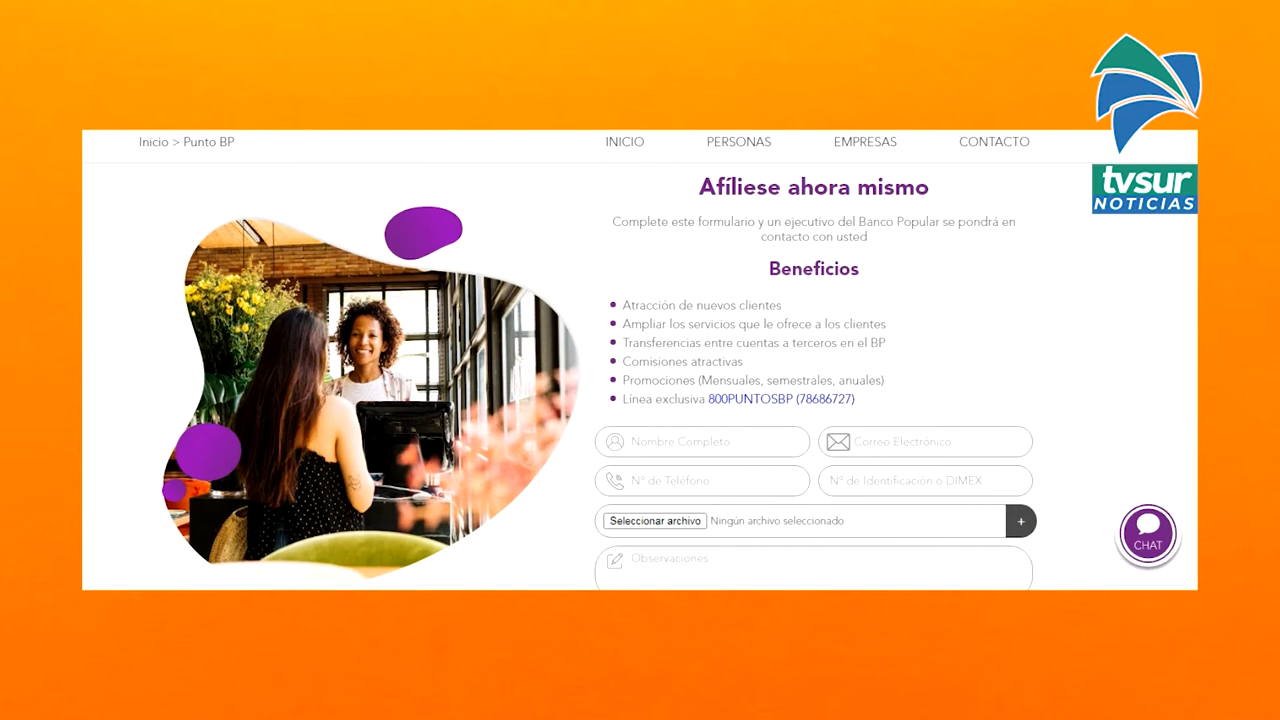 tvsur
NOTICIAS
Inicio > Punto BP
INICIO PERSONAS EMPRESAS CONTACTO
Afíliese ahora mismo
Complete este formulario y un ejecutivo del Banco Popular se pondrá en
contacto con usted
Beneficios
Atracción de nuevos clientes
Ampliar los servicios que le ofrece a los clientes
Transferencias entre cuentas a terceros en el BP
Comisiones atractivas
Promociones (Mensuales, semestrales, anuales)
Línea exclusiva 800PUNTOSBP (78686727)
Nombre Completo Correo Electrónico
Nº de Teléfono Nº de Identificación o DIMEX
Seleccionar archivo Ningún archivo seleccionado +
Observaciones
CHAT